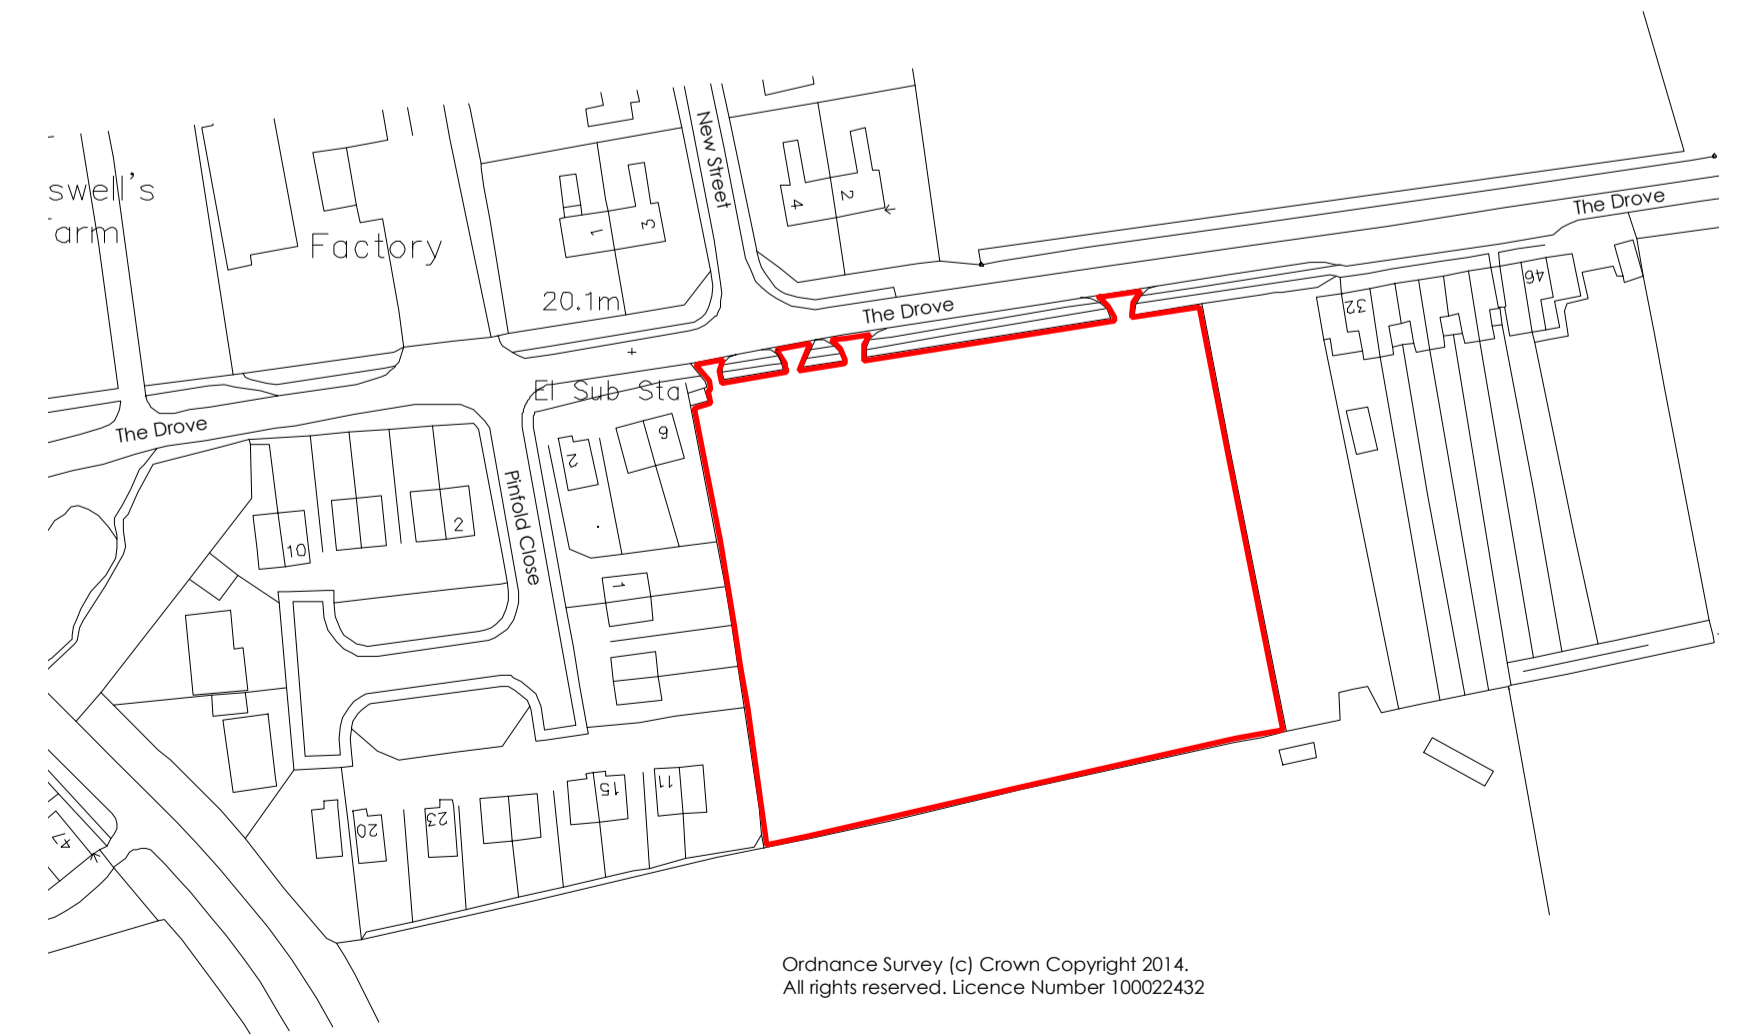 swell's
arm
Factory
20.1m
New Street
1
3
4
2
The Drove
The Drove
The Drove
El Sub Sta
Pinfold Close
32
46
2
9
10
2
1
20
23
15
11
47
Ordnance Survey (c) Crown Copyright 2014.
All rights reserved. Licence Number 100022432